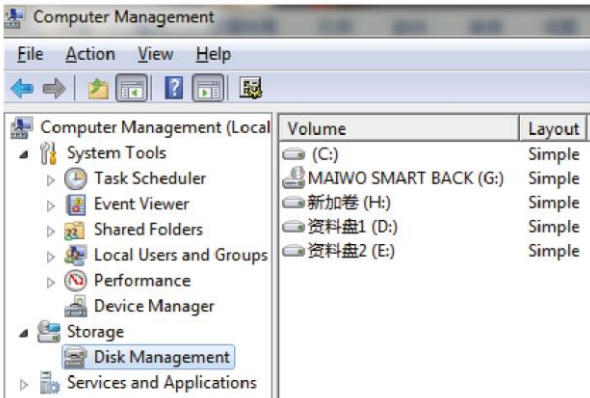 Computer Management
File Action View Help
Computer Management (Local
System Tools
Task Scheduler
Event Viewer
Shared Folders
Local Users and Groups
Performance
Device Manager
Storage
Disk Management
Services and Applications
Volume Layout
(C:) Simple
MAIWO SMART BACK (G:) Simple
新加卷 (H:) Simple
资料盘1 (D:) Simple
资料盘2 (E:) Simple